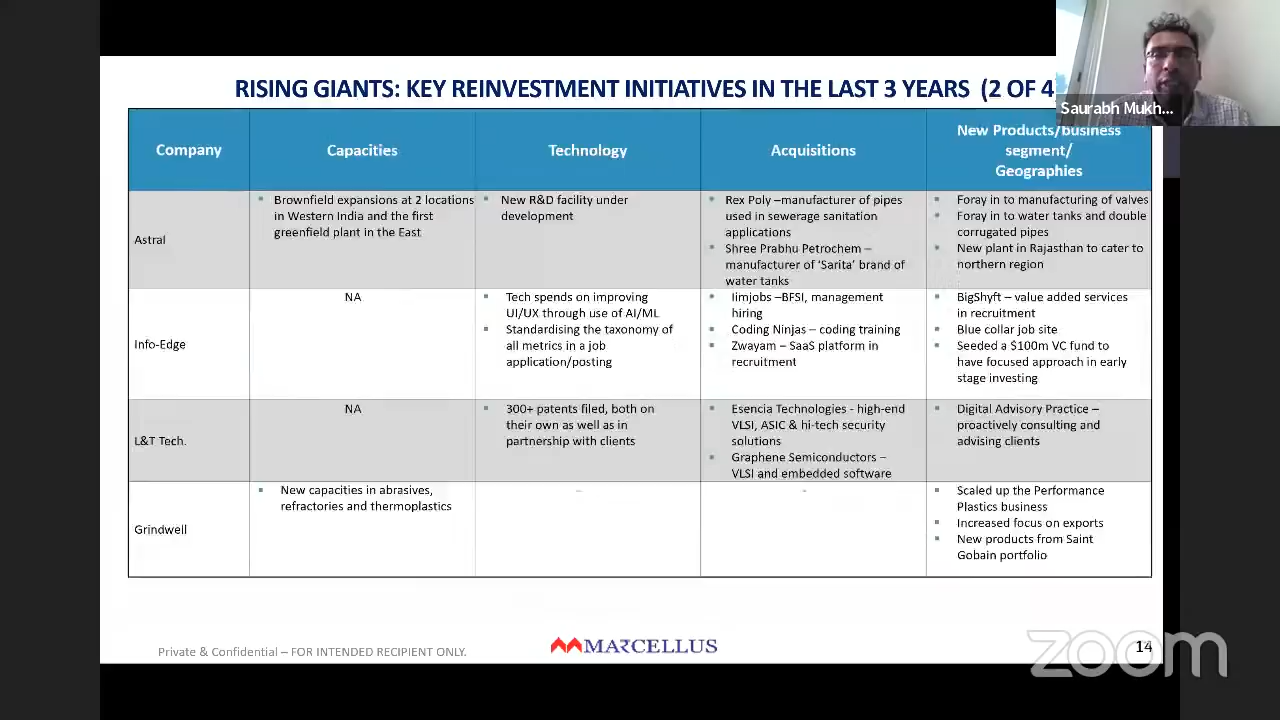 RISING GIANTS: KEY REINVESTMENT INITIATIVES IN THE LAST 3 YEARS (2 OF 4
Saurabh Mukh...
Company
Capacities
Technology
Acquisitions
New Products/business
segment/
Geographies
Astral
Brownfield expansions at 2 locations
in Western India and the first
greenfield plant in the East
New R&D facility under
development
Rex Poly –manufacturer of pipes
used in sewerage sanitation
applications
Shree Prabhu Petrochem –
manufacturer of ‘Sarita’ brand of
water tanks
Foray in to manufacturing of valves
Foray in to water tanks and double
corrugated pipes
New plant in Rajasthan to cater to
northern region
Info-Edge
NA
Tech spends on improving
UI/UX through use of AI/ML
Standardising the taxonomy of
all metrics in a job
application/posting
Iimjobs –BFSI, management
hiring
Coding Ninjas – coding training
Zwayam – SaaS platform in
recruitment
BigShyft – value added services
in recruitment
Blue collar job site
Seeded a $100m VC fund to
have focused approach in early
stage investing
L&T Tech.
NA
300+ patents filed, both on
their own as well as in
partnership with clients
Esencia Technologies - high-end
VLSI, ASIC & hi-tech security
solutions
Graphene Semiconductors –
VLSI and embedded software
Digital Advisory Practice –
proactively consulting and
advising clients
Grindwell
New capacities in abrasives,
refractories and thermoplastics
–
-
Scaled up the Performance
Plastics business
Increased focus on exports
New products from Saint
Gobain portfolio
Private & Confidential – FOR INTENDED RECIPIENT ONLY.
MARCELLUS
14
zoom